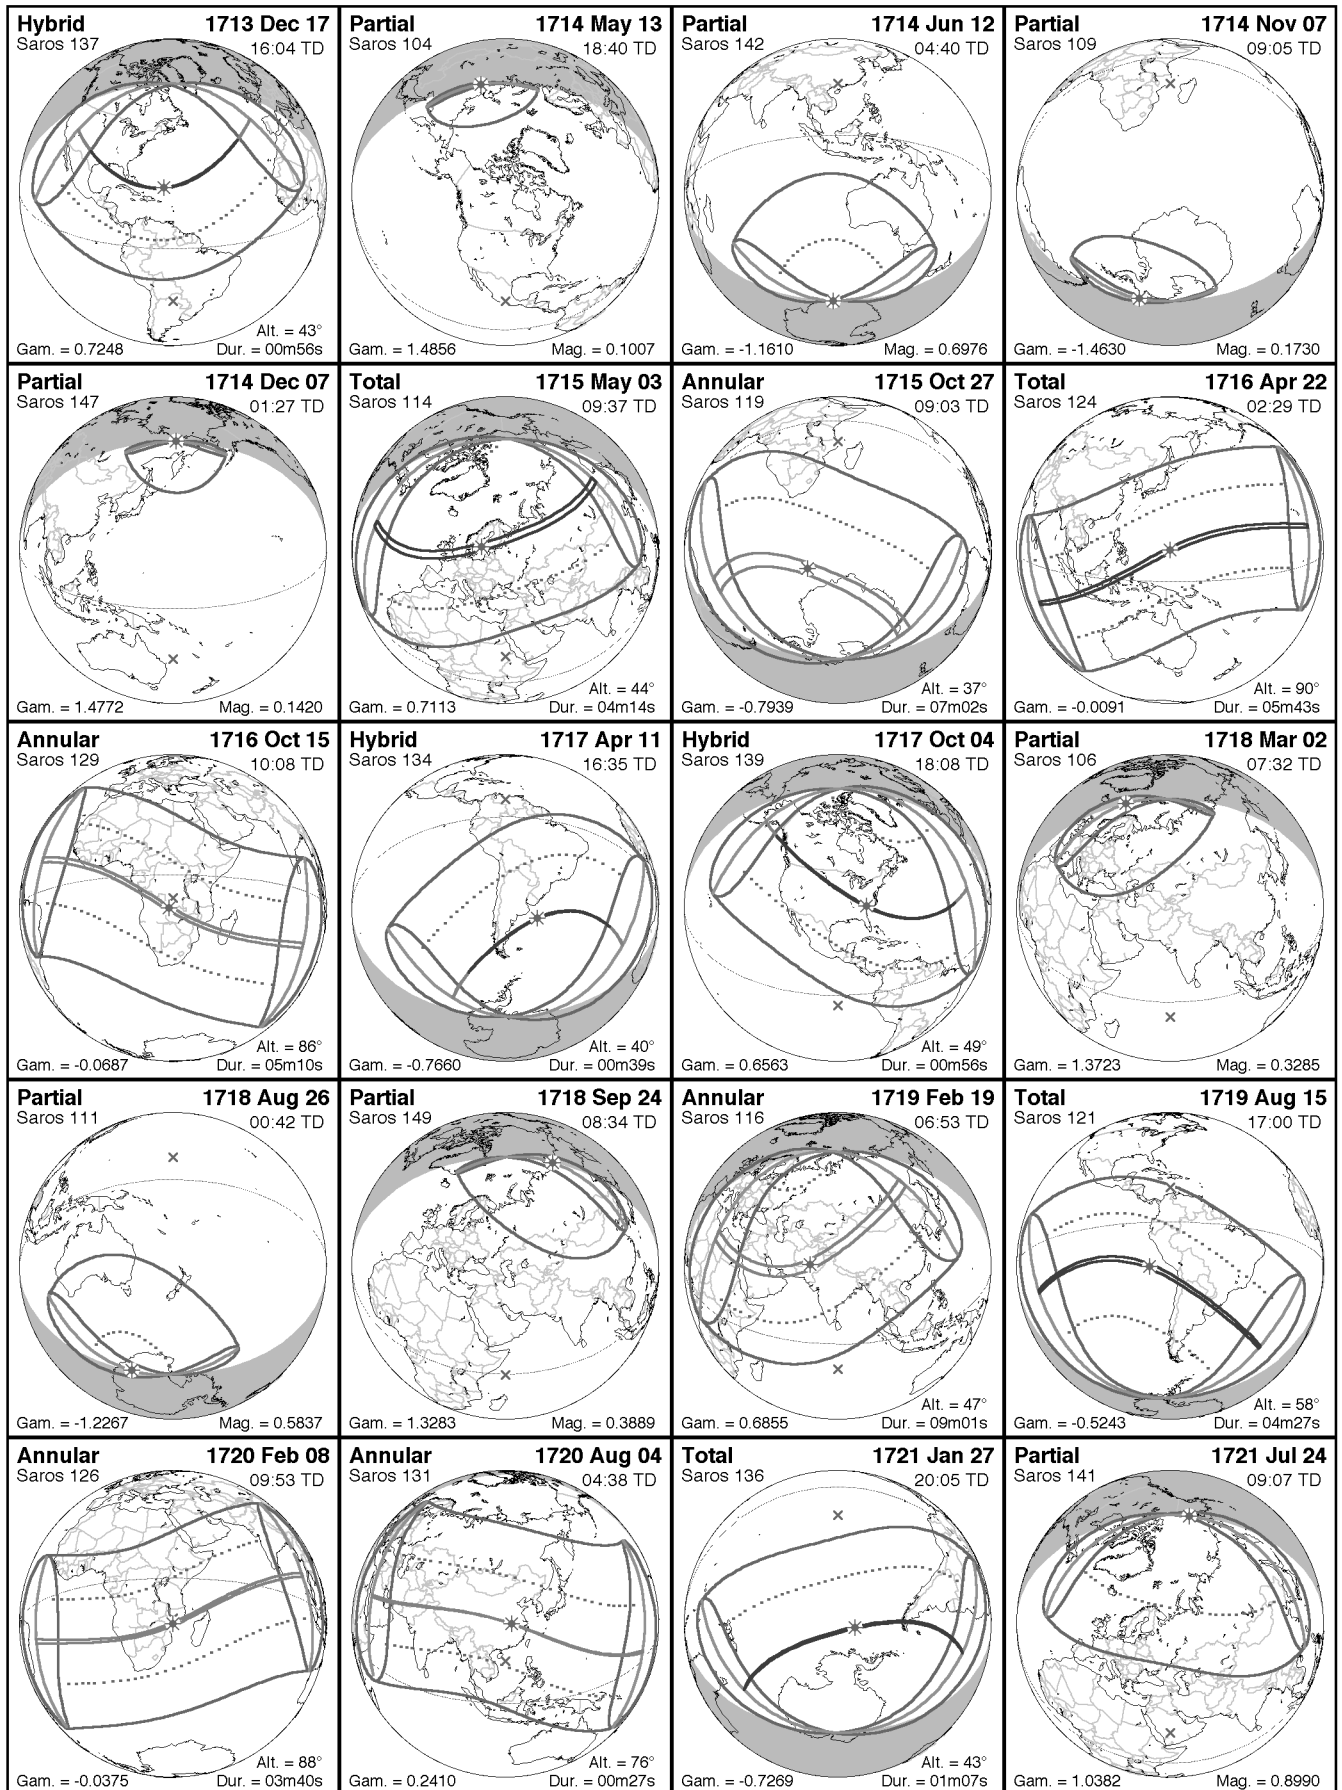 Hybrid 1713 Dec 17
Saros 137 16:04 TD
Alt. = 43°
Gam. = 0.7248 Dur. = 00m56s
Partial 1714 May 13
Saros 104 18:40 TD
Gam. = 1.4856 Mag. = 0.1007
Partial 1714 Jun 12
Saros 142 04:40 TD
Gam. = -1.1610 Mag. = 0.6976
Partial 1714 Nov 07
Saros 109 09:05 TD
Gam. = -1.4630 Mag. = 0.1730
Partial 1714 Dec 07
Saros 147 01:27 TD
Gam. = 1.4772 Mag. = 0.1420
Total 1715 May 03
Saros 114 09:37 TD
Alt. = 44°
Gam. = 0.7113 Dur. = 04m14s
Annular 1715 Oct 27
Saros 119 09:03 TD
Alt. = 37°
Gam. = -0.7939 Dur. = 07m02s
Total 1716 Apr 22
Saros 124 02:29 TD
Alt. = 90°
Gam. = -0.0091 Dur. = 05m43s
Annular 1716 Oct 15
Saros 129 10:08 TD
Alt. = 86°
Gam. = -0.0687 Dur. = 05m10s
Hybrid 1717 Apr 11
Saros 134 16:35 TD
Alt. = 40°
Gam. = -0.7660 Dur. = 00m39s
Hybrid 1717 Oct 04
Saros 139 18:08 TD
Alt. = 49°
Gam. = 0.6563 Dur. = 00m56s
Partial 1718 Mar 02
Saros 106 07:32 TD
Gam. = 1.3723 Mag. = 0.3285
Partial 1718 Aug 26
Saros 111 00:42 TD
Gam. = -1.2267 Mag. = 0.5837
Partial 1718 Sep 24
Saros 149 08:34 TD
Gam. = 1.3283 Mag. = 0.3889
Annular 1719 Feb 19
Saros 116 06:53 TD
Alt. = 47°
Gam. = 0.6855 Dur. = 09m01s
Total 1719 Aug 15
Saros 121 17:00 TD
Alt. = 58°
Gam. = -0.5243 Dur. = 04m27s
Annular 1720 Feb 08
Saros 126 09:53 TD
Alt. = 88°
Gam. = -0.0375 Dur. = 03m40s
Annular 1720 Aug 04
Saros 131 04:38 TD
Alt. = 76°
Gam. = 0.2410 Dur. = 00m27s
Total 1721 Jan 27
Saros 136 20:05 TD
Alt. = 43°
Gam. = -0.7269 Dur. = 01m07s
Partial 1721 Jul 24
Saros 141 09:07 TD
Gam. = 1.0382 Mag. = 0.8990